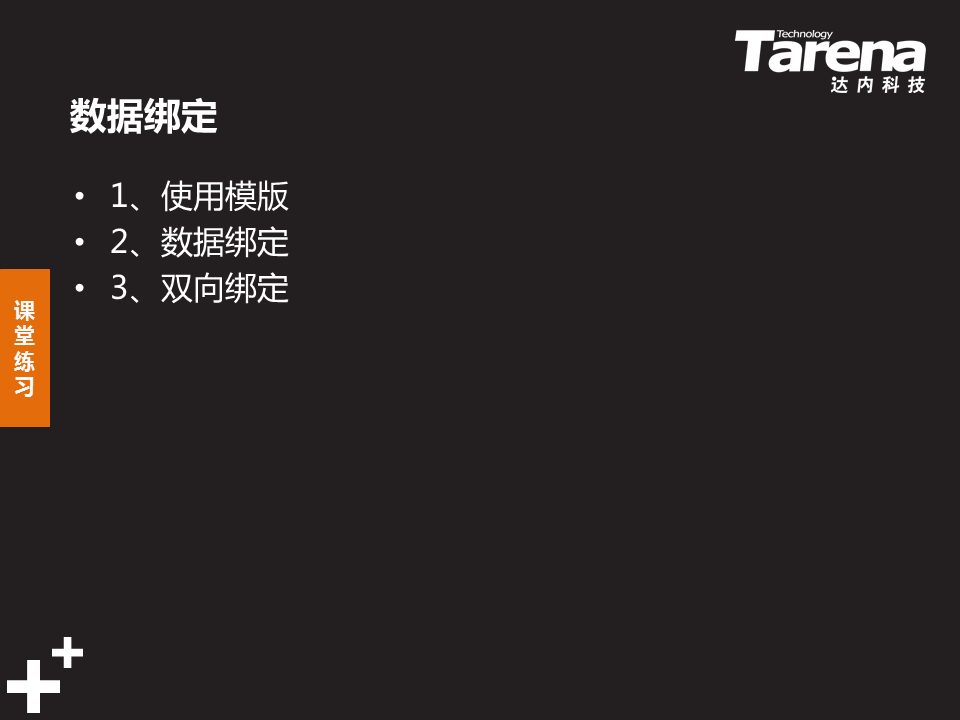 Technology
Tarena
达内科技
数据绑定
• 1、使用模版
• 2、数据绑定
• 3、双向绑定
课堂练习